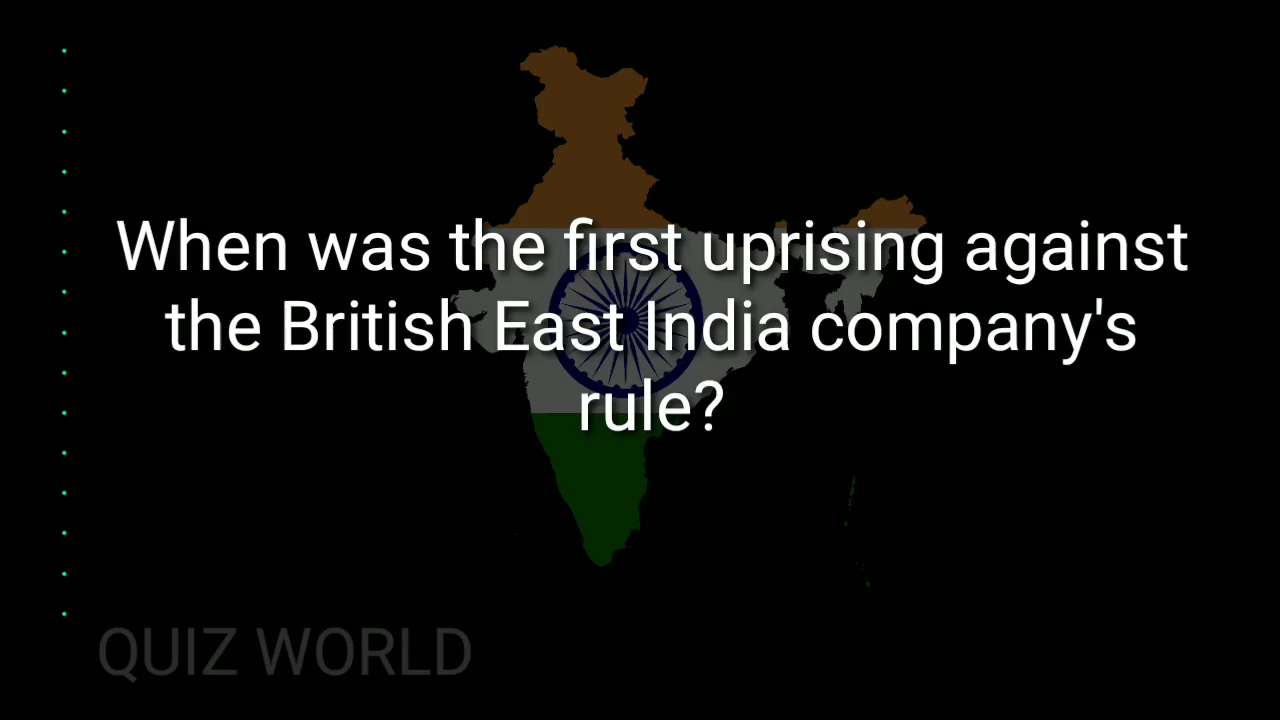 When was the first uprising against
the British East India company's
rule?
QUIZ WORLD